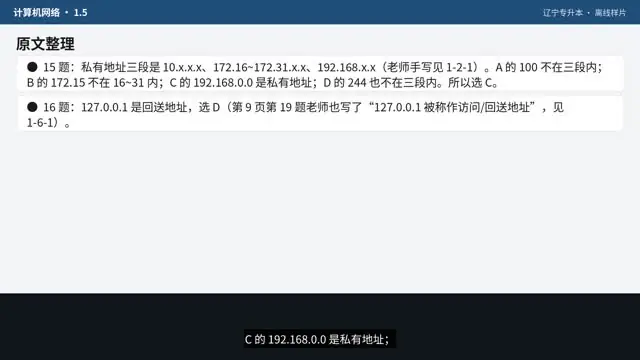 计算机网络 · 1.5
辽宁专升本 · 离线样片
原文整理
● 15 题：私有地址三段是 10.x.x.x、172.16~172.31.x.x、192.168.x.x（老师手写见 1-2-1）。A 的 100 不在三段内；
B 的 172.15 不在 16~31 内；C 的 192.168.0.0 是私有地址；D 的 244 也不在三段内。所以选 C。
● 16 题：127.0.0.1 是回送地址，选 D（第 9 页第 19 题老师也写了“127.0.0.1 被称作访问/回送地址”，见
1-6-1）。
C 的 192.168.0.0 是私有地址；